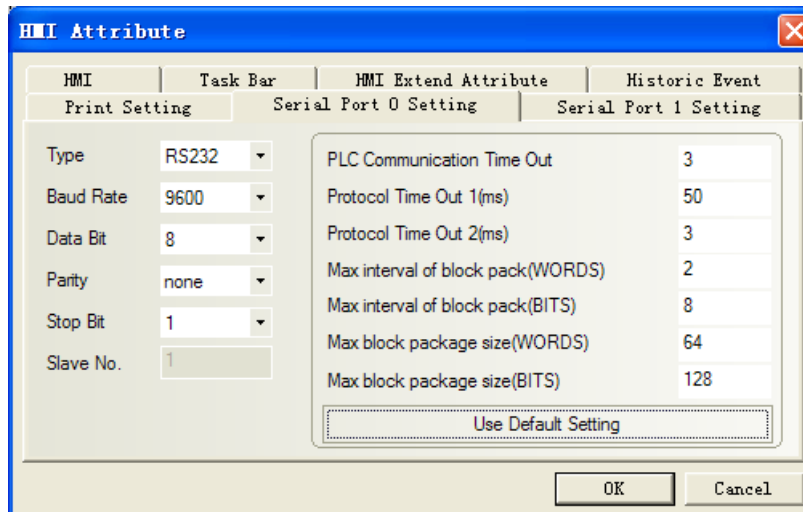 HMI Attribute
HMI Task Bar HMI Extend Attribute Historic Event
Print Setting Serial Port 0 Setting Serial Port 1 Setting
Type RS232
Baud Rate 9600
Data Bit 8
Parity none
Stop Bit 1
Slave No. 1
PLC Communication Time Out 3
Protocol Time Out 1(ms) 50
Protocol Time Out 2(ms) 3
Max interval of block pack(WORDS) 2
Max interval of block pack(BITS) 8
Max block package size(WORDS) 64
Max block package size(BITS) 128
Use Default Setting
OK Cancel